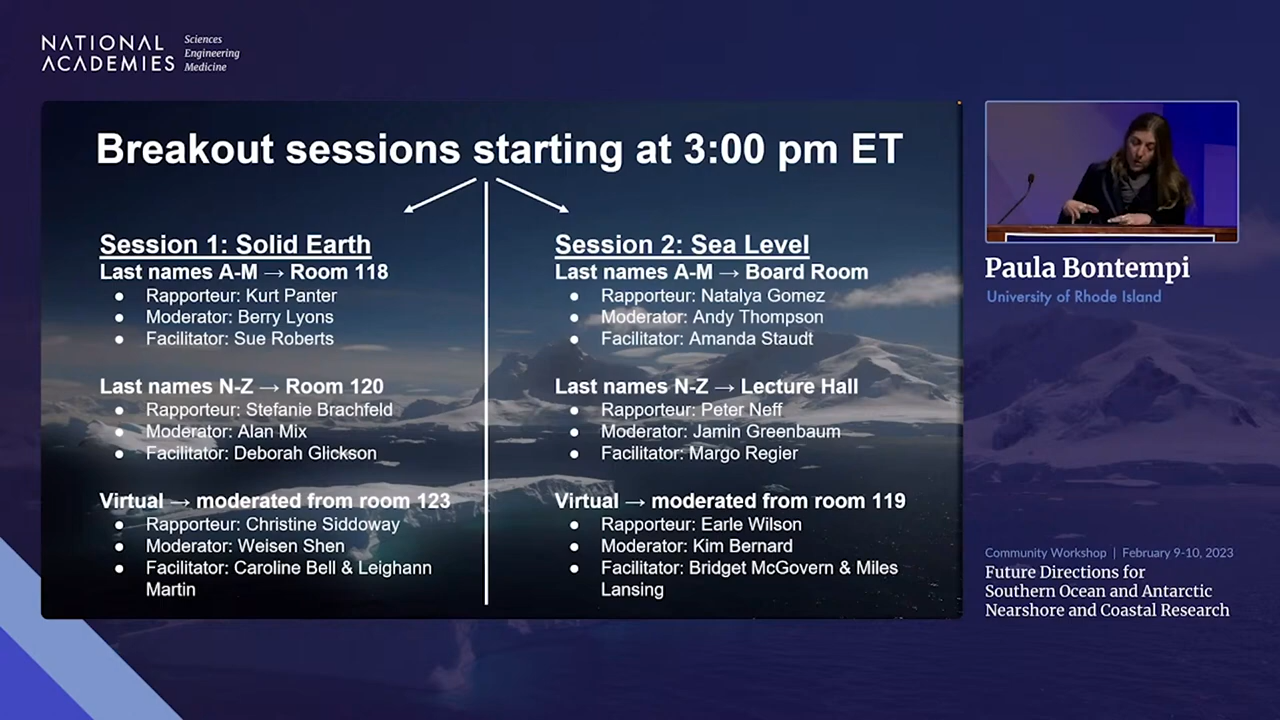 NATIONAL ACADEMIES
Sciences
Engineering
Medicine
Breakout sessions starting at 3:00 pm ET
Session 1: Solid Earth
Last names A-M → Room 118
● Rapporteur: Kurt Panter
● Moderator: Berry Lyons
● Facilitator: Sue Roberts
Last names N-Z → Room 120
● Rapporteur: Stefanie Brachfeld
● Moderator: Alan Mix
● Facilitator: Deborah Glickson
Virtual → moderated from room 123
● Rapporteur: Christine Siddoway
● Moderator: Weisen Shen
● Facilitator: Caroline Bell & Leighann
Martin
Session 2: Sea Level
Last names A-M → Board Room
● Rapporteur: Natalya Gomez
● Moderator: Andy Thompson
● Facilitator: Amanda Staudt
Last names N-Z → Lecture Hall
● Rapporteur: Peter Neff
● Moderator: Jamin Greenbaum
● Facilitator: Margo Regier
Virtual → moderated from room 119
● Rapporteur: Earle Wilson
● Moderator: Kim Bernard
● Facilitator: Bridget McGovern & Miles
Lansing
Paula Bontempi
University of Rhode Island
Community Workshop | February 9-10, 2023
Future Directions for
Southern Ocean and Antarctic
Nearshore and Coastal Research